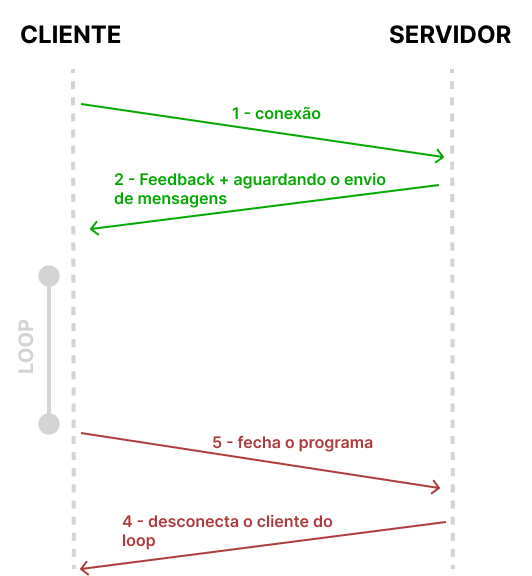 CLIENTE
SERVIDOR
1 - conexão
2 - Feedback + aguardando o envio
de mensagens
LOOP
5 - fecha o programa
4 - desconecta o cliente do
loop